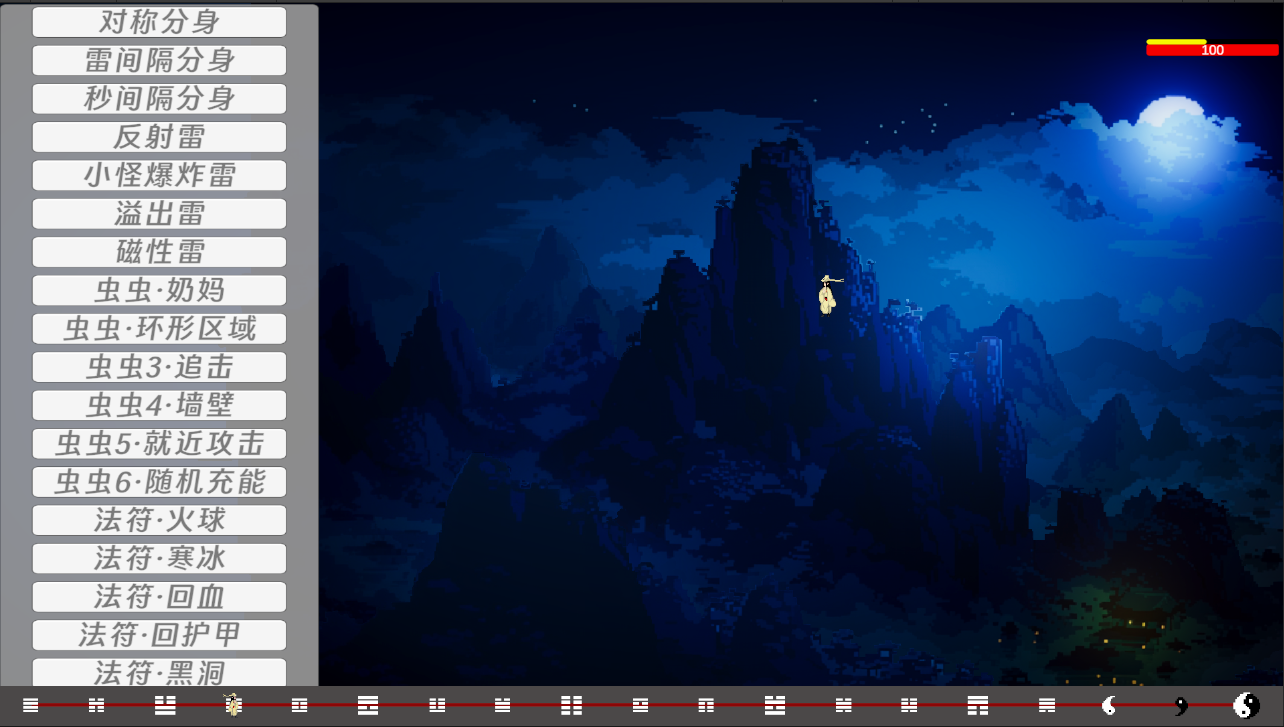 对称分身
雷间隔分身
秒间隔分身
反射雷
小怪爆炸雷
溢出雷
磁性雷
虫虫·奶妈
虫虫·环形区域
虫虫3·追击
虫虫4·墙壁
虫虫5·就近攻击
虫虫6·随机充能
法符·火球
法符·寒冰
法符·回血
法符·回护甲
法符·黑洞
100